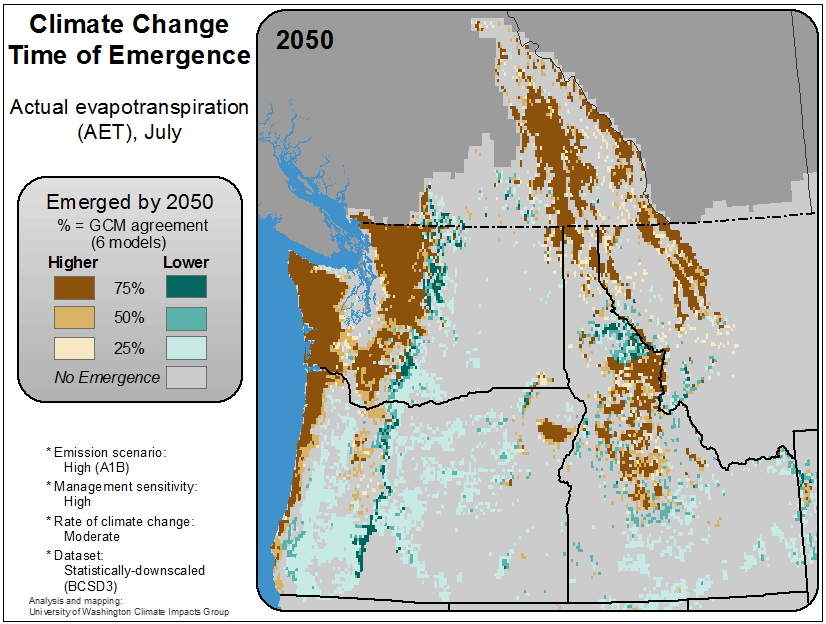 Climate Change
Time of Emergence
Actual evapotranspiration
(AET), July
Emerged by 2050
% = GCM agreement
(6 models)
Higher Lower
75%
50%
25%
No Emergence
* Emission scenario:
High (A1B)
* Management sensitivity:
High
* Rate of climate change:
Moderate
* Dataset:
Statistically-downscaled
(BCSD3)
Analysis and mapping:
University of Washington Climate Impacts Group
2050